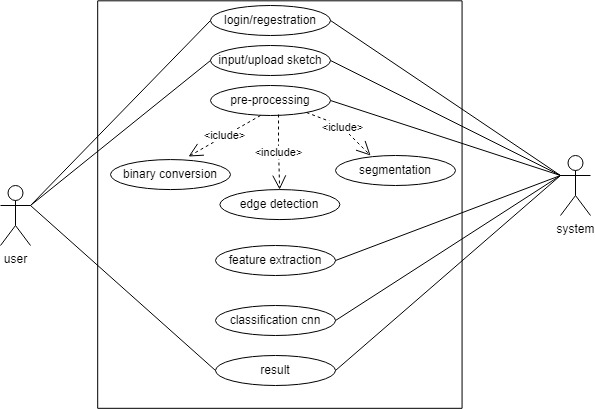 login/regestration
input/upload sketch
pre-processing
<iclude>
<include>
<iclude>
binary conversion
segmentation
edge detection
user
system
feature extraction
classification cnn
result